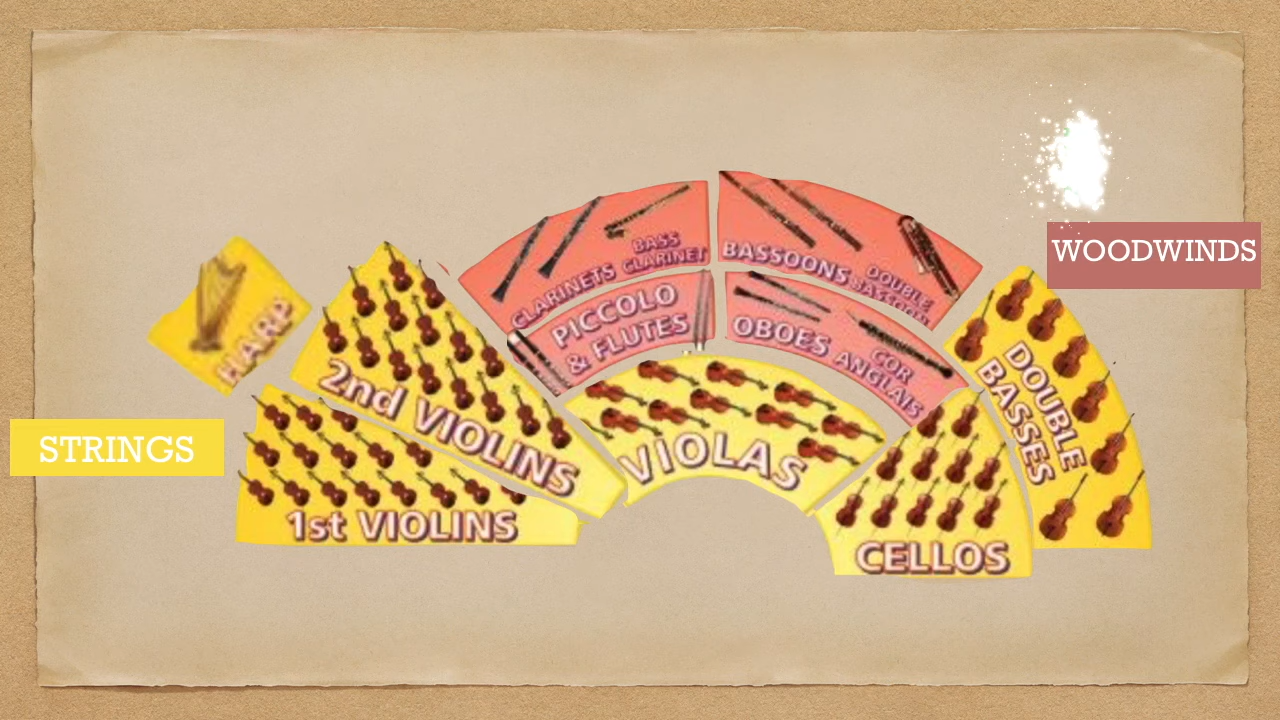 WOODWINDS
BASS
CLARINET
CLARINETS
BASSOONS
DOUBLE
BASSOON
PICCOLO
& FLUTES
OBOES
COR
ANGLAIS
HARP
2nd VIOLINS
VIOLAS
DOUBLE
BASSES
STRINGS
1st VIOLINS
CELLOS